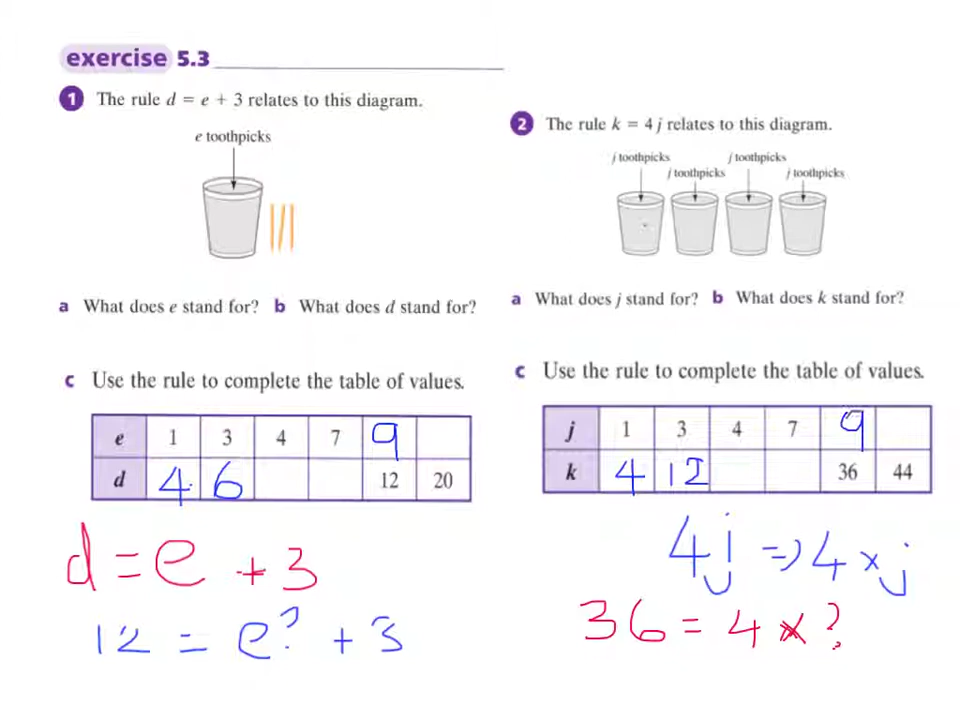 exercise 5.3
1 The rule d = e + 3 relates to this diagram.
e toothpicks
a What does e stand for? b What does d stand for?
c Use the rule to complete the table of values.
e 1 3 4 7 9
d 4 6 12 20
d = e + 3
12 = e? + 3
2 The rule k = 4j relates to this diagram.
j toothpicks j toothpicks
j toothpicks j toothpicks
a What does j stand for? b What does k stand for?
c Use the rule to complete the table of values.
j 1 3 4 7 9
k 4 12 36 44
4j => 4 × j
36 = 4 × ?